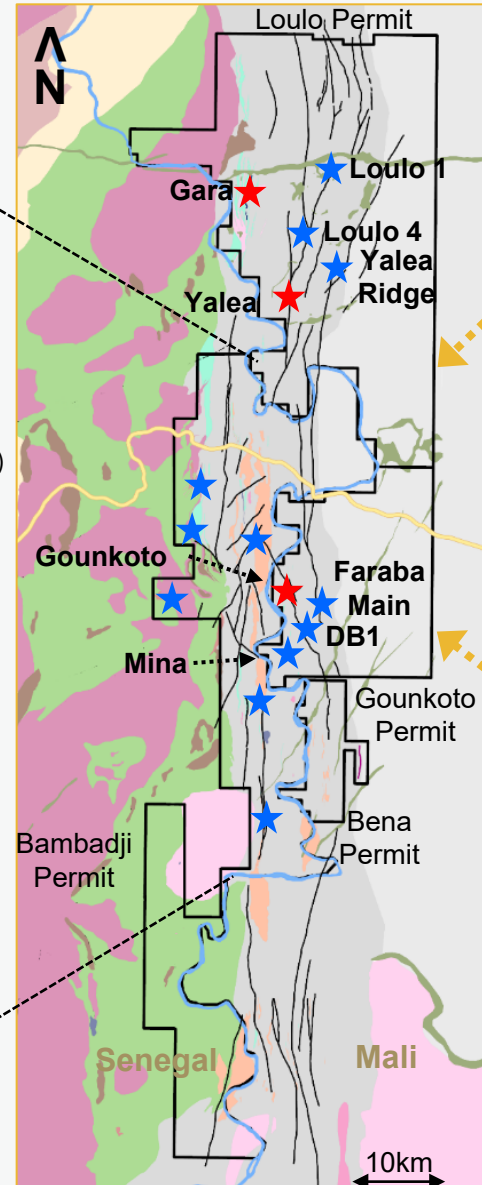 Loulo Permit
N
Loulo 1
Gara
Loulo 4
Yalea
Ridge
Yalea
)
Gounkoto
Faraba
Main
DB1
Mina
Gounkoto
Permit
Bena
Permit
Bambadji
Permit
Senegal
Mali
10km